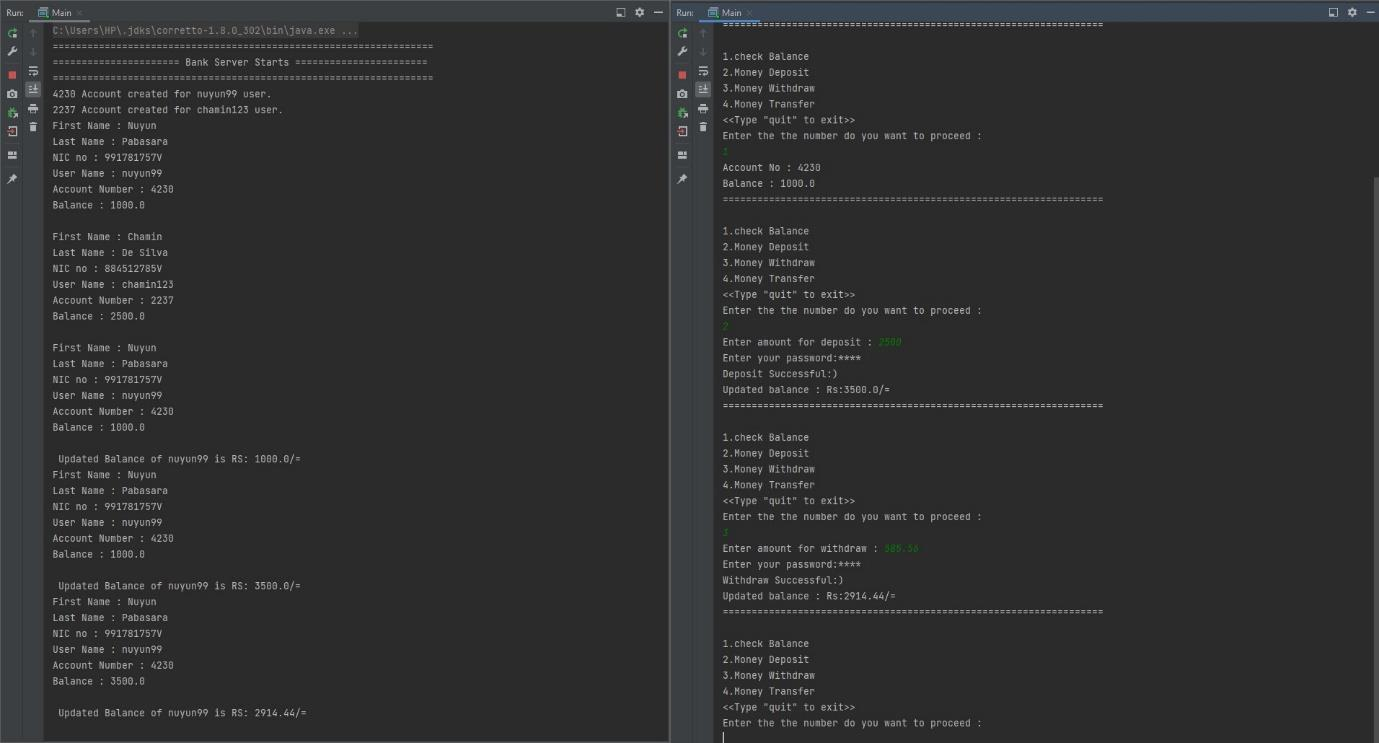 Run: Main
C:\Users\HP\.jdks\corretto-1.8.0_302\bin\java.exe ...
==================================================================
====================== Bank Server Starts =======================
==================================================================
4230 Account created for nuyun99 user.
2237 Account created for chamin123 user.
First Name : Nuyun
Last Name : Pabasara
NIC no : 991781757V
User Name : nuyun99
Account Number : 4230
Balance : 1000.0
First Name : Chamin
Last Name : De Silva
NIC no : 884512785V
User Name : chamin123
Account Number : 2237
Balance : 2500.0
First Name : Nuyun
Last Name : Pabasara
NIC no : 991781757V
User Name : nuyun99
Account Number : 4230
Balance : 1000.0
Updated Balance of nuyun99 is RS: 1000.0/=
First Name : Nuyun
Last Name : Pabasara
NIC no : 991781757V
User Name : nuyun99
Account Number : 4230
Balance : 1000.0
Updated Balance of nuyun99 is RS: 3500.0/=
First Name : Nuyun
Last Name : Pabasara
NIC no : 991781757V
User Name : nuyun99
Account Number : 4230
Balance : 3500.0
Updated Balance of nuyun99 is RS: 2914.44/=
Run: Main
==================================================================
1.check Balance
2.Money Deposit
3.Money Withdraw
4.Money Transfer
<<Type "quit" to exit>>
Enter the the number do you want to proceed :
1
Account No : 4230
Balance : 1000.0
==================================================================
1.check Balance
2.Money Deposit
3.Money Withdraw
4.Money Transfer
<<Type "quit" to exit>>
Enter the the number do you want to proceed :
2
Enter amount for deposit : 2500
Enter your password:****
Deposit Successful:)
Updated balance : Rs:3500.0/=
==================================================================
1.check Balance
2.Money Deposit
3.Money Withdraw
4.Money Transfer
<<Type "quit" to exit>>
Enter the the number do you want to proceed :
3
Enter amount for withdraw : 585.56
Enter your password:****
Withdraw Successful:)
Updated balance : Rs:2914.44/=
==================================================================
1.check Balance
2.Money Deposit
3.Money Withdraw
4.Money Transfer
<<Type "quit" to exit>>
Enter the the number do you want to proceed :